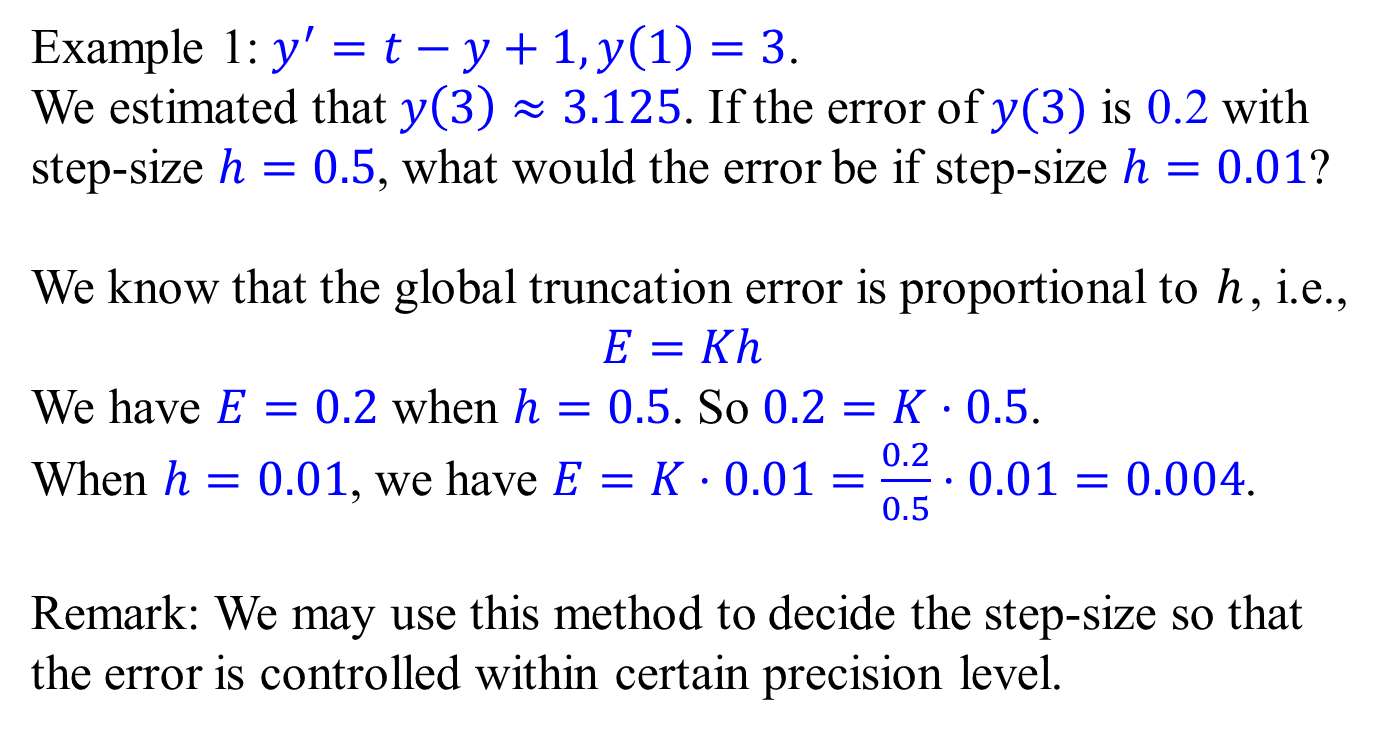 Example 1: y′ = t − y + 1, y(1) = 3.
We estimated that y(3) ≈ 3.125. If the error of y(3) is 0.2 with
step-size h = 0.5, what would the error be if step-size h = 0.01?
We know that the global truncation error is proportional to h, i.e.,
E = Kh
We have E = 0.2 when h = 0.5. So 0.2 = K · 0.5.
When h = 0.01, we have E = K · 0.01 = 0.2/0.5 · 0.01 = 0.004.
Remark: We may use this method to decide the step-size so that
the error is controlled within certain precision level.